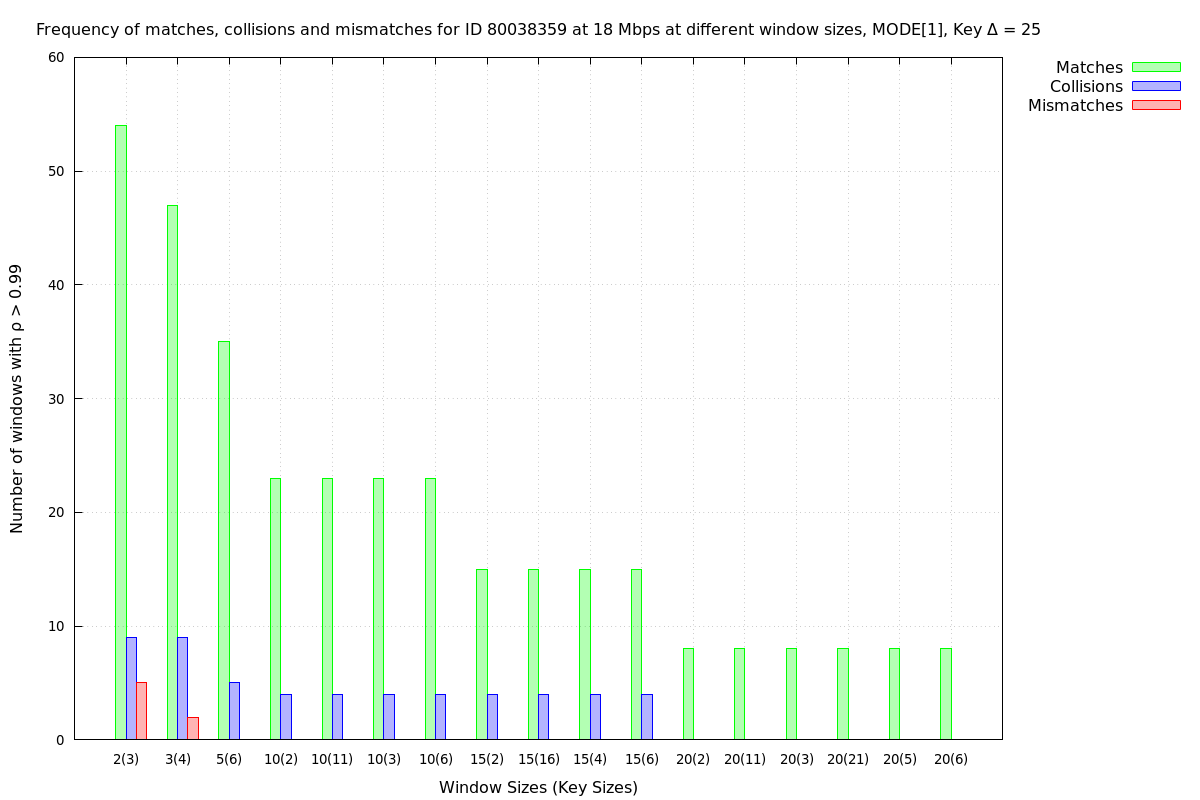 Frequency of matches, collisions and mismatches for ID 80038359 at 18 Mbps at different window sizes, MODE[1], Key Δ = 25
Matches
Collisions
Mismatches
Number of windows with ρ > 0.99
60
50
40
30
20
10
0
2(3) 3(4) 5(6) 10(2) 10(11) 10(3) 10(6) 15(2) 15(16) 15(4) 15(6) 20(2) 20(11) 20(3) 20(21) 20(5) 20(6)
Window Sizes (Key Sizes)